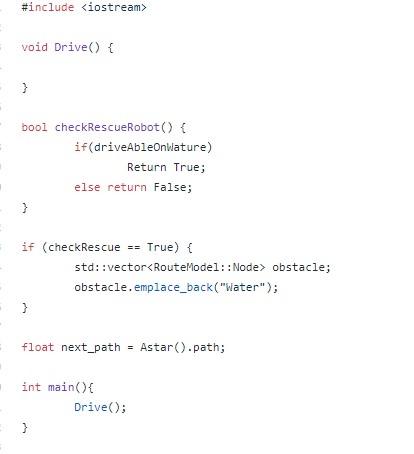 #include <iostream>
void Drive() {
}
bool checkRescueRobot() {
if(driveAbleOnWature)
Return True;
else return False;
}
if (checkRescue == True) {
std::vector<RouteModel::Node> obstacle;
obstacle.emplace_back("Water");
}
float next_path = Astar().path;
int main(){
Drive();
}